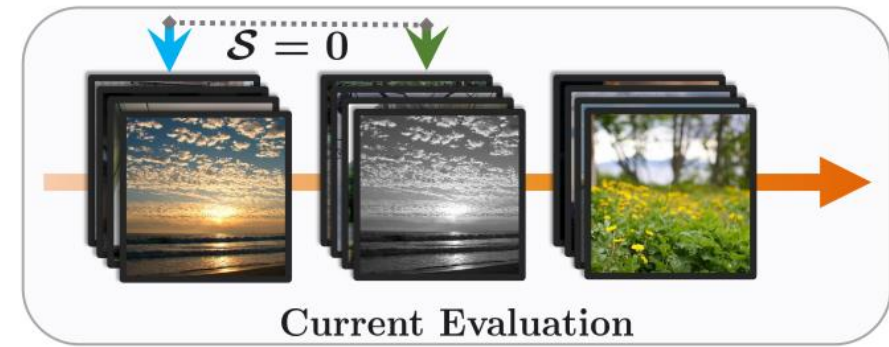 𝒮 = 0
Current Evaluation